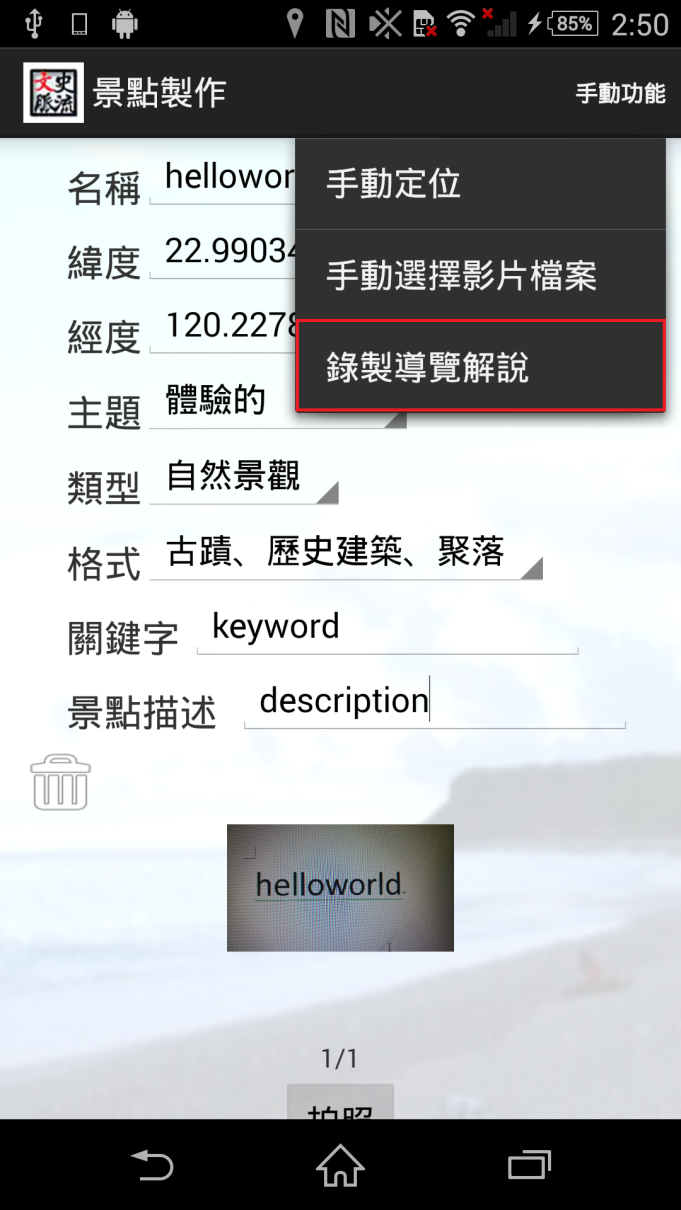 85% 2:50
文史
脈流
景點製作 手動功能
手動定位
手動選擇影片檔案
錄製導覽解說
名稱 hellowor
緯度 22.99034
經度 120.2278
主題 體驗的
類型 自然景觀
格式 古蹟、歷史建築、聚落
關鍵字 keyword
景點描述 description
helloworld
1/1
拍照